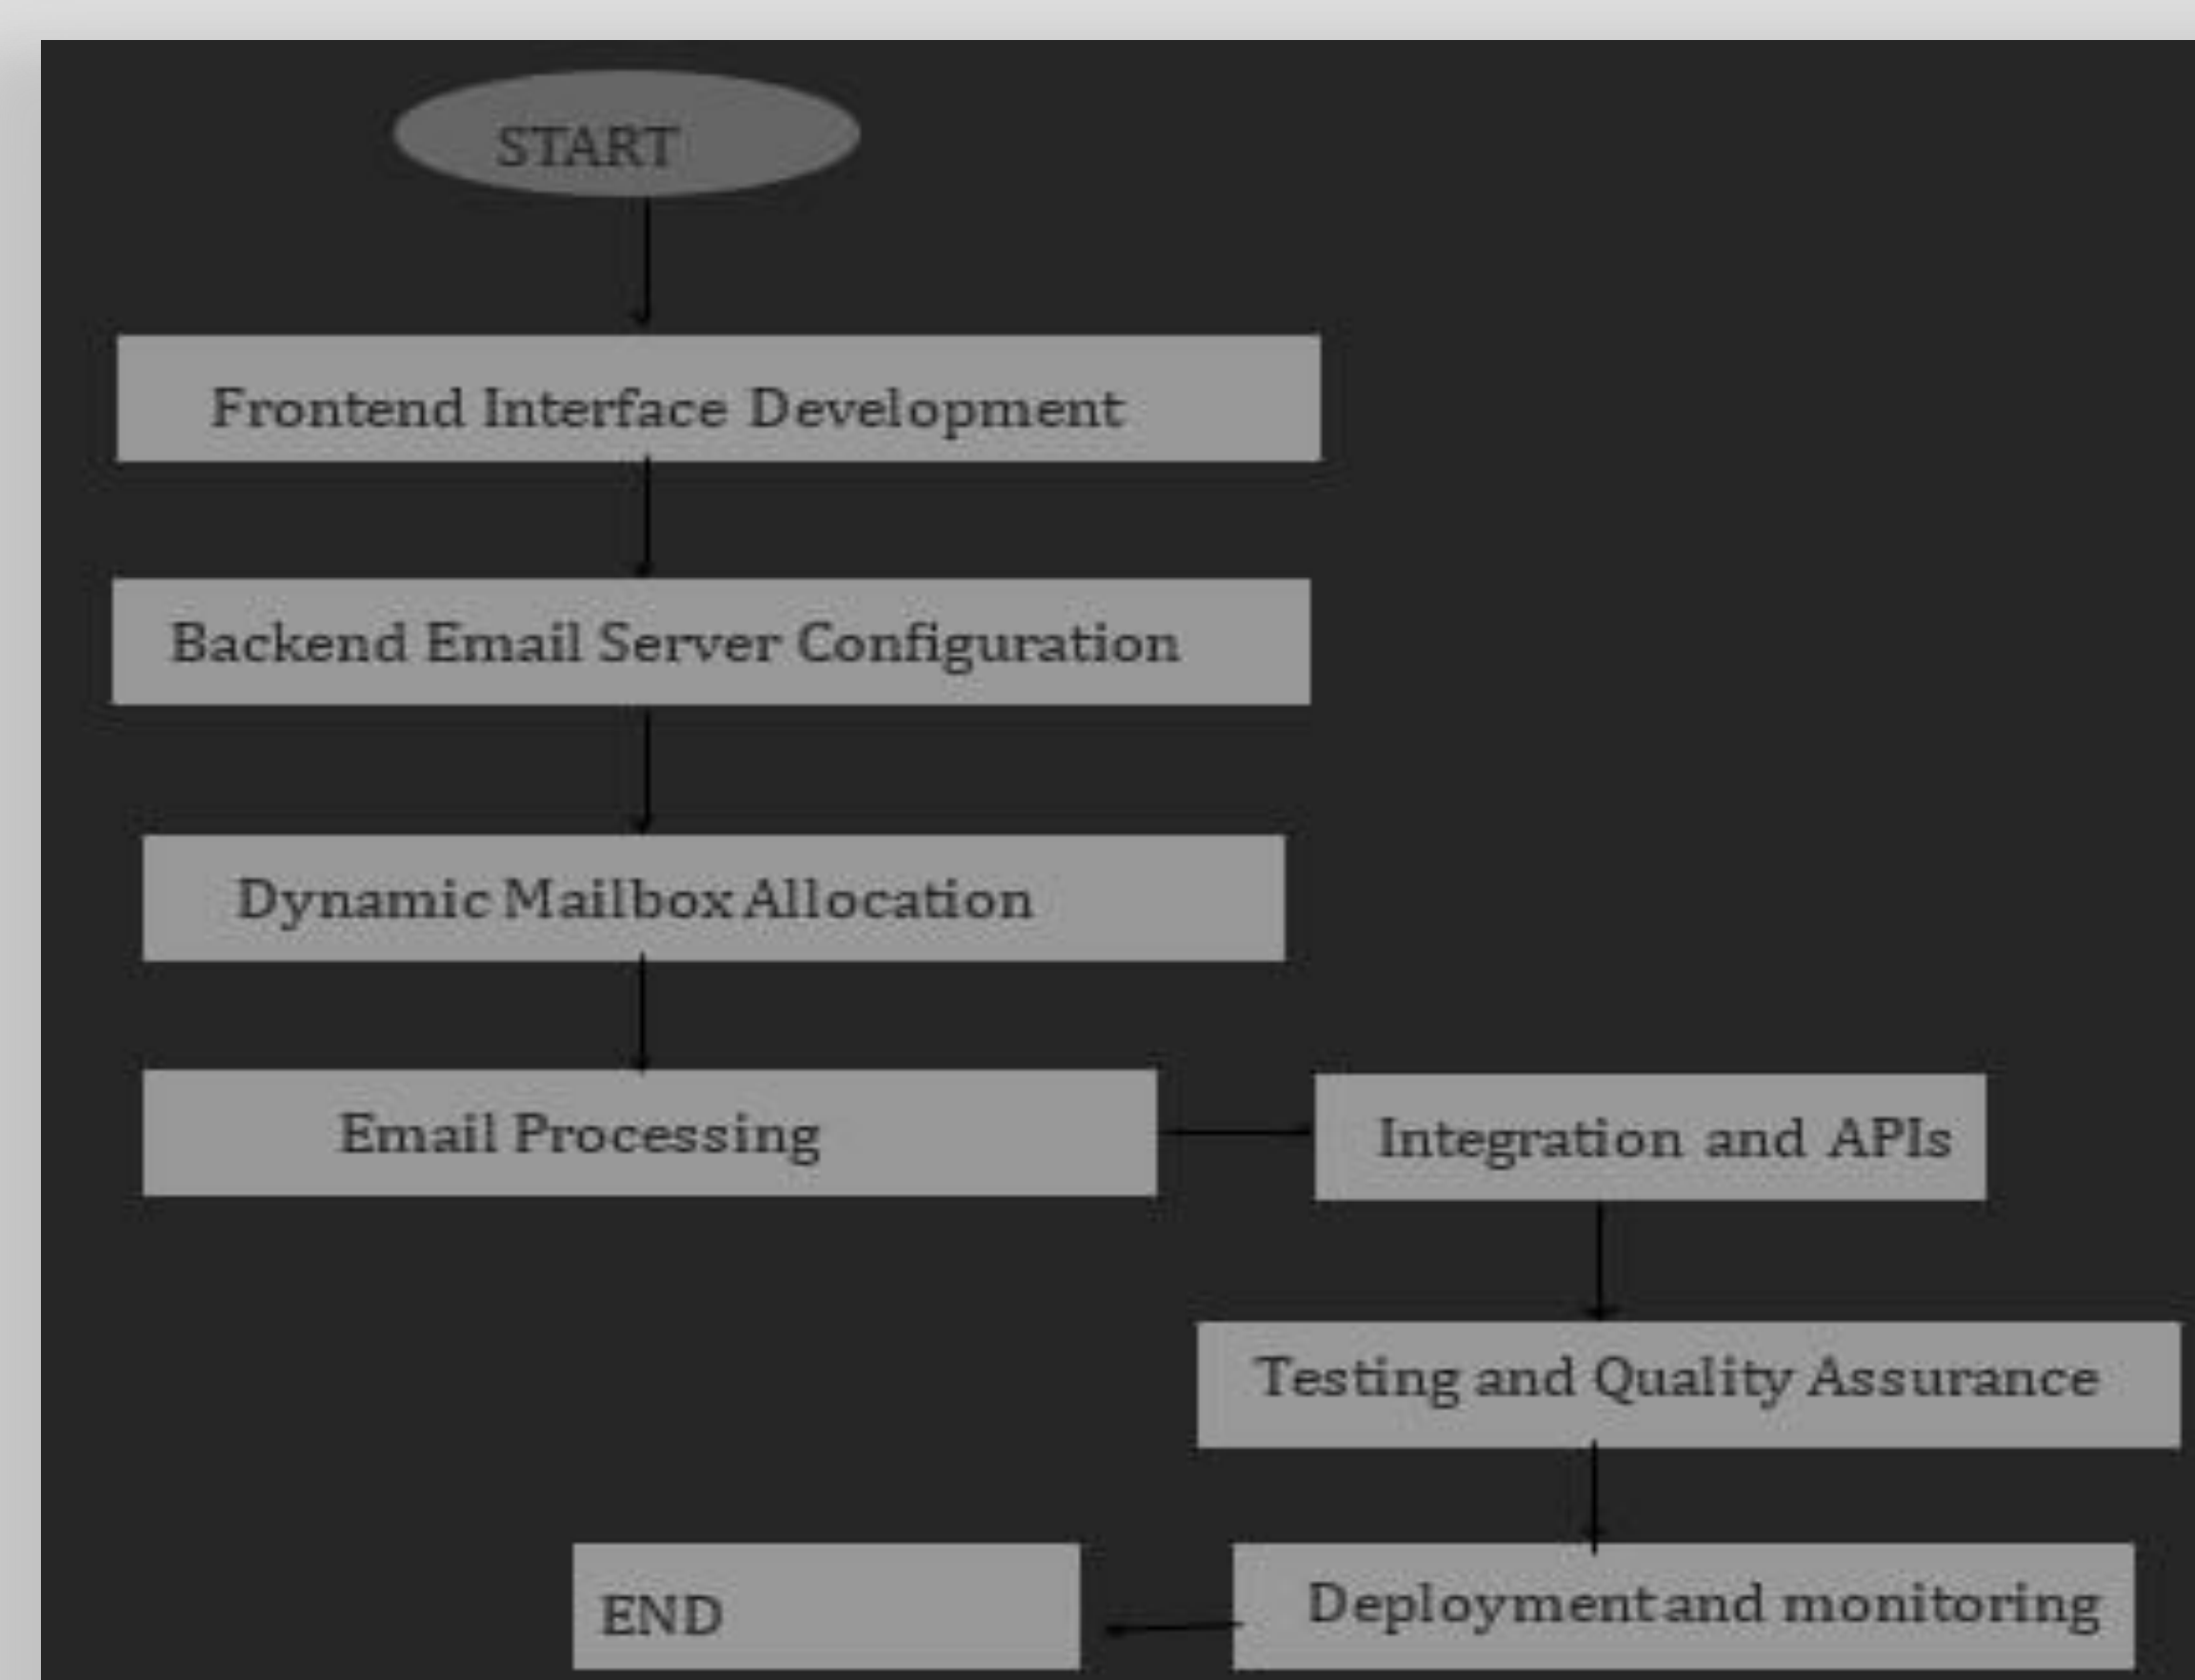 START
Frontend Interface Development
Backend Email Server Configuration
Dynamic Mailbox Allocation
Email Processing
Integration and APIs
Testing and Quality Assurance
Deployment and monitoring
END